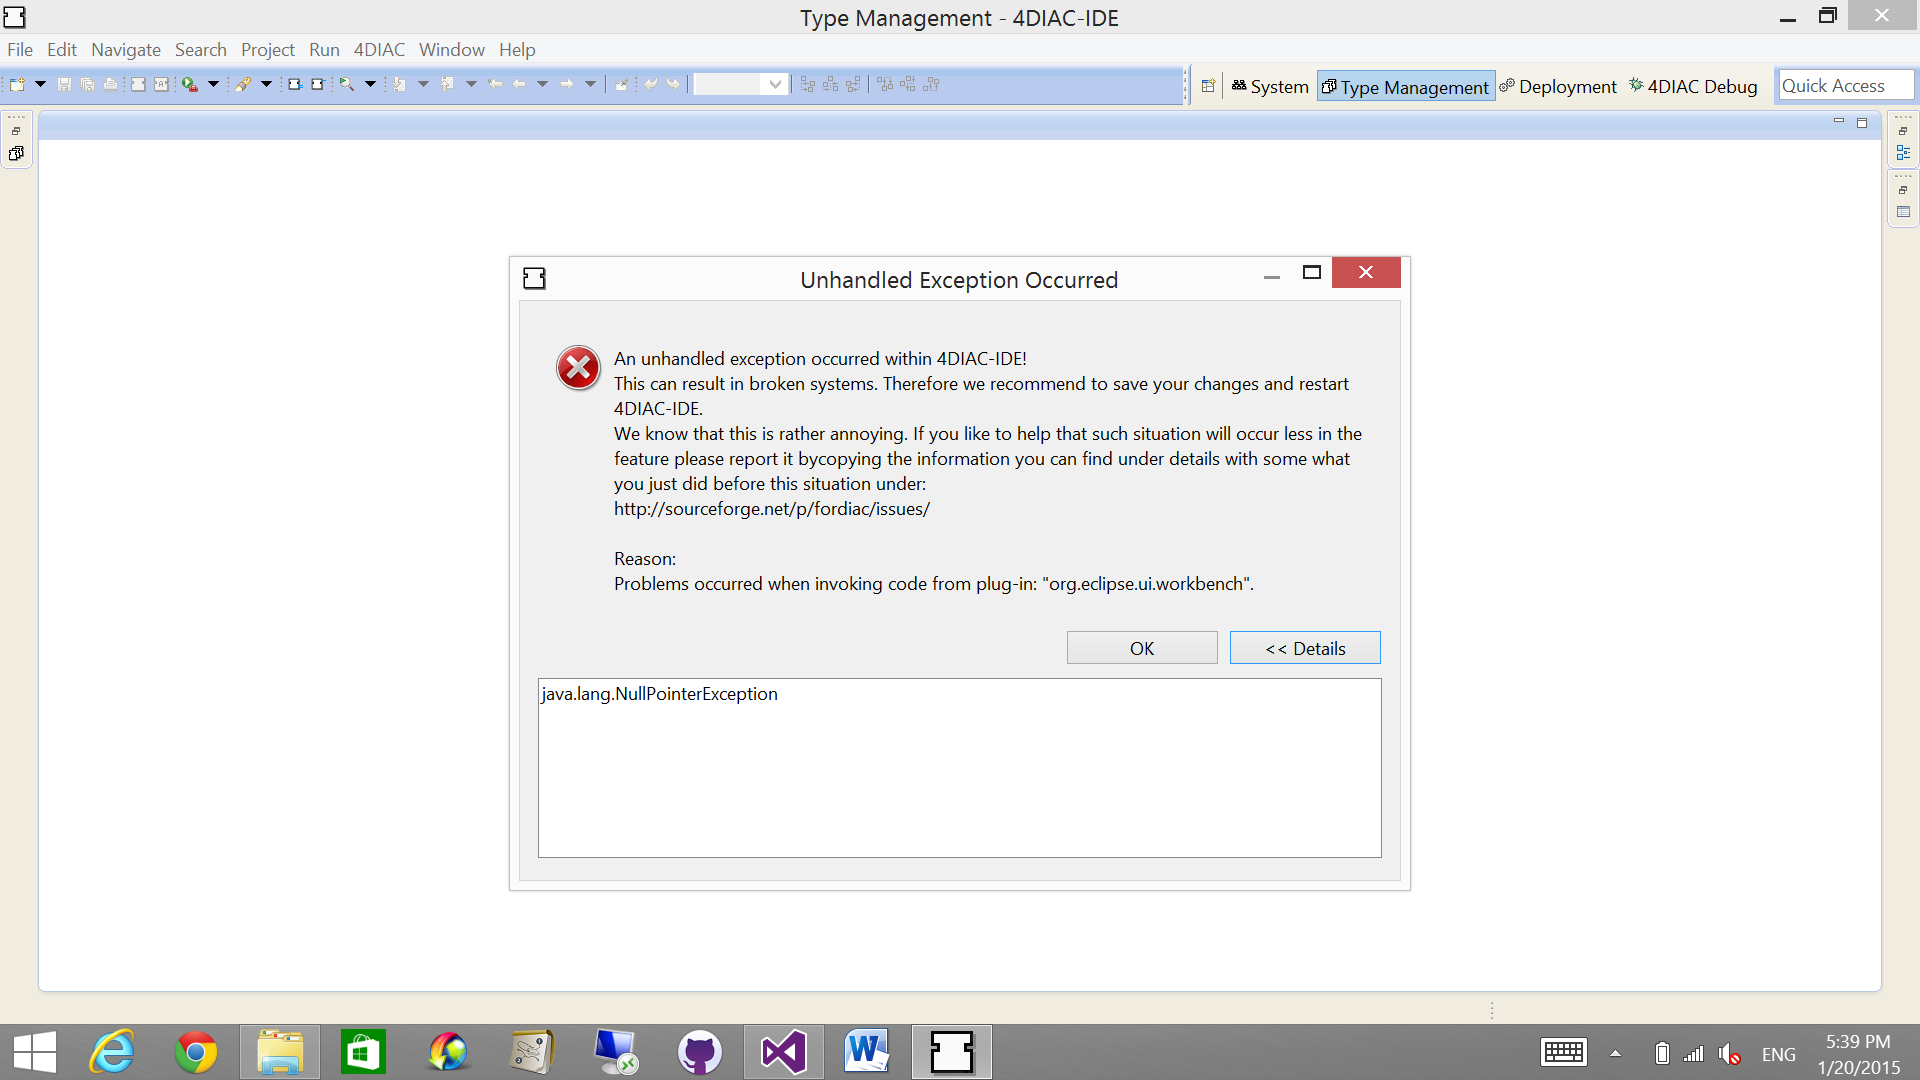 Type Management - 4DIAC-IDE
File Edit Navigate Search Project Run 4DIAC Window Help
System Type Management Deployment 4DIAC Debug Quick Access
Unhandled Exception Occurred
An unhandled exception occurred within 4DIAC-IDE!
This can result in broken systems. Therefore we recommend to save your changes and restart
4DIAC-IDE.
We know that this is rather annoying. If you like to help that such situation will occur less in the
feature please report it bycopying the information you can find under details with some what
you just did before this situation under:
http://sourceforge.net/p/fordiac/issues/
Reason:
Problems occurred when invoking code from plug-in: "org.eclipse.ui.workbench".
OK << Details
java.lang.NullPointerException
ENG
5:39 PM
1/20/2015